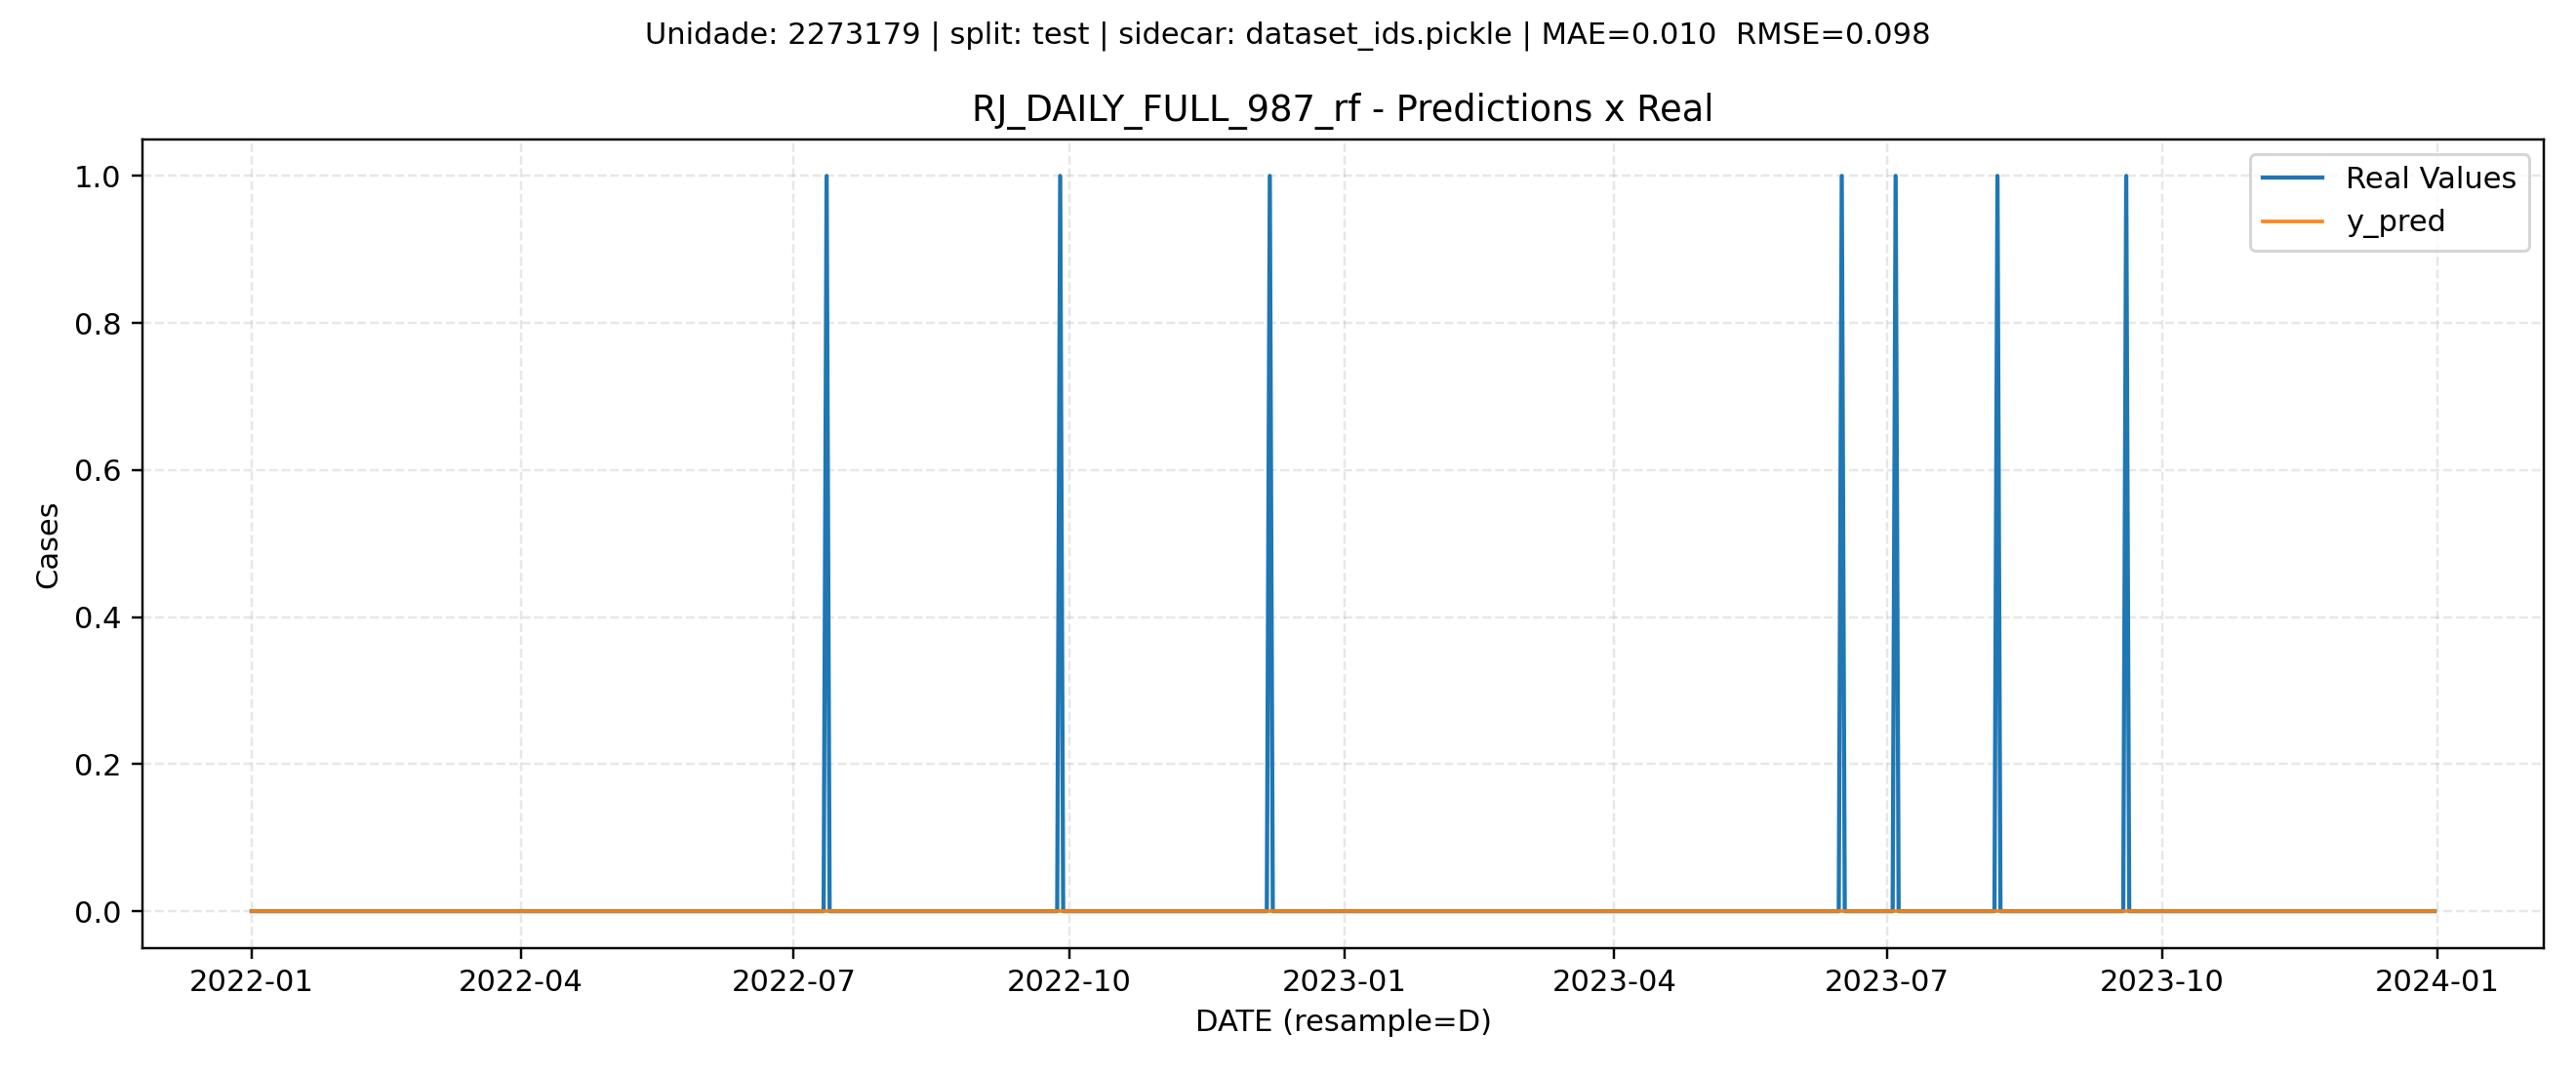 Unidade: 2273179 | split: test | sidecar: dataset_ids.pickle | MAE=0.010  RMSE=0.098
RJ_DAILY_FULL_987_rf - Predictions x Real
Real Values
y_pred
1.0
0.8
0.6
0.4
0.2
0.0
Cases
2022-01
2022-04
2022-07
2022-10
2023-01
2023-04
2023-07
2023-10
2024-01
DATE (resample=D)